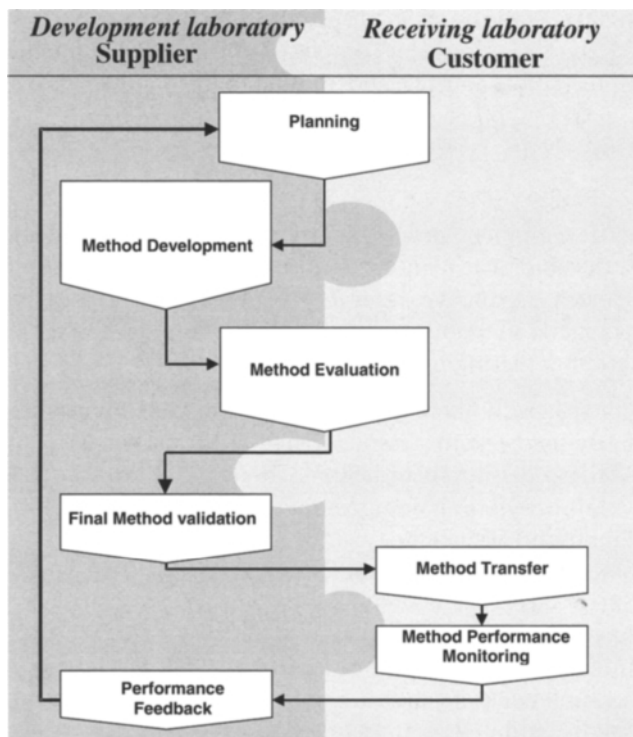 Development laboratory
Supplier
Receiving laboratory
Customer
Planning
Method Development
Method Evaluation
Final Method validation
Method Transfer
Method Performance
Monitoring
Performance
Feedback